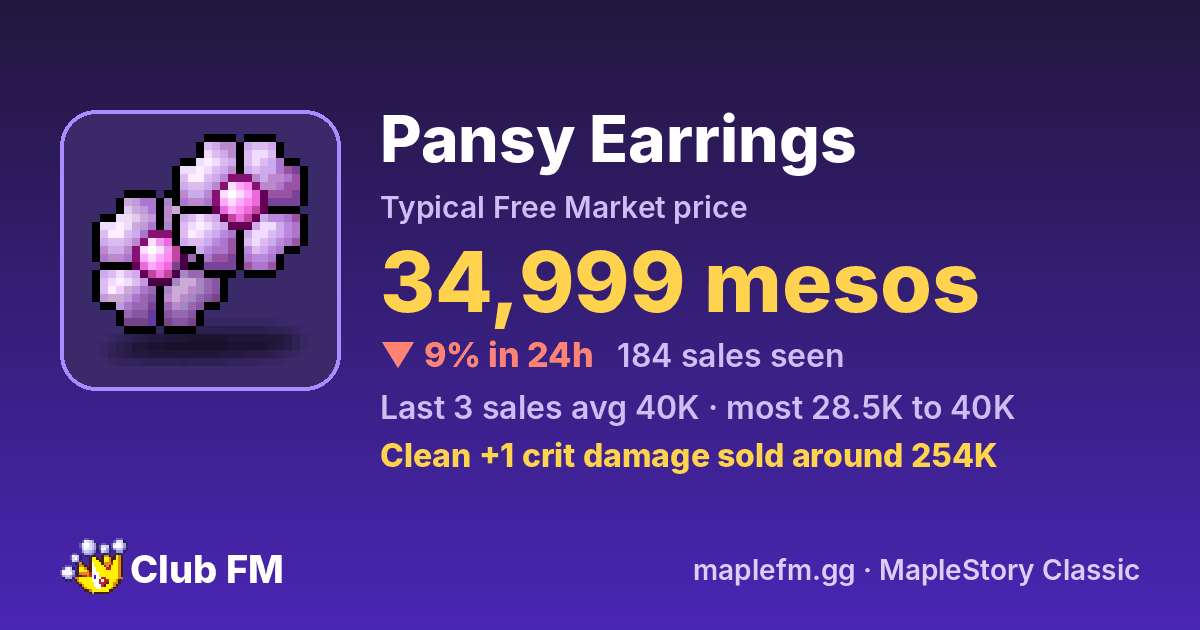 Pansy Earrings
Typical Free Market price
34,999 mesos
▼ 9% in 24h 184 sales seen
Last 3 sales avg 40K · most 28.5K to 40K
Clean +1 crit damage sold around 254K
Club FM
maplefm.gg · MapleStory Classic